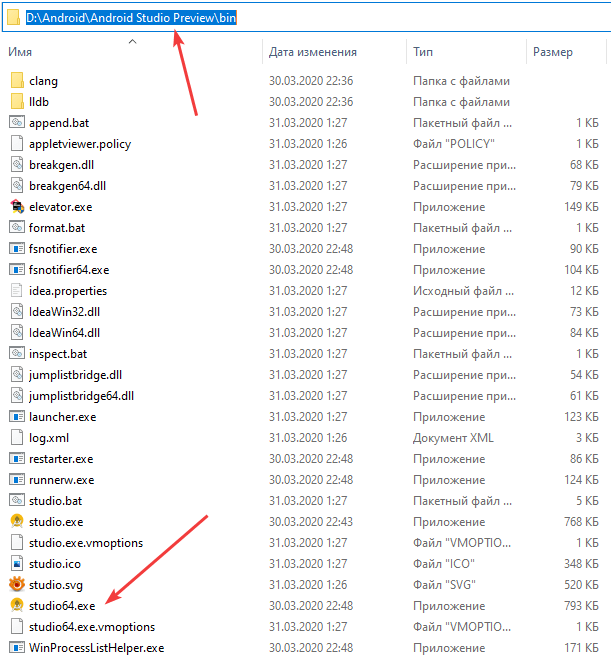 D:\Android\Android Studio Preview\bin
Имя Дата изменения Тип Размер
clang 30.03.2020 22:36 Папка с файлами
lldb 30.03.2020 22:36 Папка с файлами
append.bat 31.03.2020 1:27 Пакетный файл ... 1 КБ
appletviewer.policy 31.03.2020 1:26 Файл "POLICY" 1 КБ
breakgen.dll 31.03.2020 1:27 Расширение при... 68 КБ
breakgen64.dll 31.03.2020 1:27 Расширение при... 79 КБ
elevator.exe 31.03.2020 1:27 Приложение 149 КБ
format.bat 31.03.2020 1:27 Пакетный файл ... 1 КБ
fsnotifier.exe 30.03.2020 22:48 Приложение 90 КБ
fsnotifier64.exe 30.03.2020 22:48 Приложение 104 КБ
idea.properties 31.03.2020 1:27 Исходный файл ... 12 КБ
IdeaWin32.dll 31.03.2020 1:27 Расширение при... 73 КБ
IdeaWin64.dll 31.03.2020 1:27 Расширение при... 84 КБ
inspect.bat 31.03.2020 1:27 Пакетный файл ... 1 КБ
jumplistbridge.dll 31.03.2020 1:27 Расширение при... 54 КБ
jumplistbridge64.dll 31.03.2020 1:27 Расширение при... 61 КБ
launcher.exe 31.03.2020 1:27 Приложение 123 КБ
log.xml 31.03.2020 1:26 Документ XML 3 КБ
restarter.exe 30.03.2020 22:48 Приложение 86 КБ
runnerw.exe 30.03.2020 22:48 Приложение 124 КБ
studio.bat 31.03.2020 1:27 Пакетный файл ... 5 КБ
studio.exe 30.03.2020 22:43 Приложение 768 КБ
studio.exe.vmoptions 31.03.2020 1:27 Файл "VMOPTIO... 1 КБ
studio.ico 31.03.2020 1:27 Файл "ICO" 348 КБ
studio.svg 31.03.2020 1:27 Файл "SVG" 520 КБ
studio64.exe 30.03.2020 22:48 Приложение 793 КБ
studio64.exe.vmoptions 31.03.2020 1:27 Файл "VMOPTIO... 1 КБ
WinProcessListHelper.exe 31.03.2020 1:27 Приложение 171 КБ